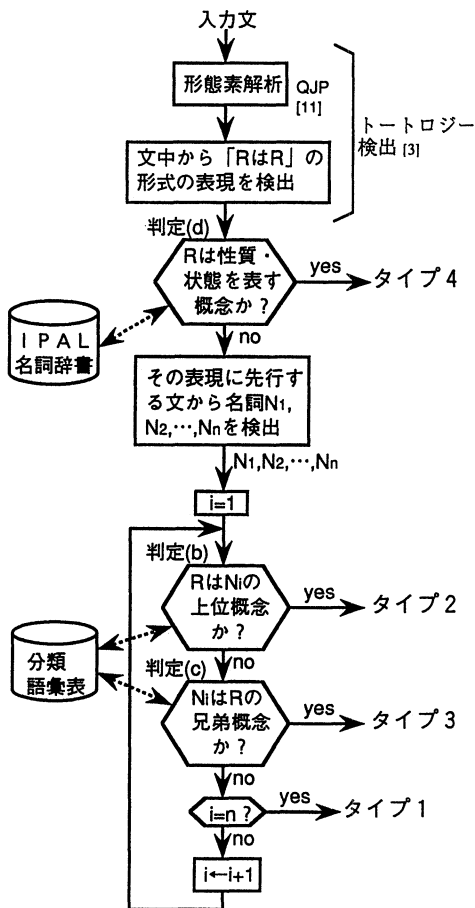 入力文
形態素解析
QJP
[11]
トートロジー
検出 [3]
文中から「RはR」の
形式の表現を検出
判定(d)
Rは性質・
状態を表す
概念か？
yes
タイプ4
IPAL
名詞辞書
no
その表現に先行す
る文から名詞N1,
N2,…,Nnを検出
N1,N2,…,Nn
i=1
判定(b)
RはNiの
上位概念
か？
yes
タイプ2
分類
語彙表
no
判定(c)
NiはRの
兄弟概念
か？
yes
タイプ3
no
i=n ?
yes
タイプ1
no
i←i+1